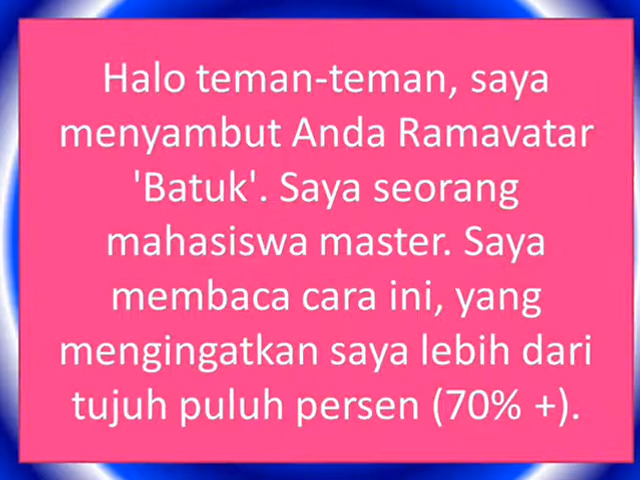 Halo teman-teman, saya
menyambut Anda Ramavatar
'Batuk'. Saya seorang
mahasiswa master. Saya
membaca cara ini, yang
mengingatkan saya lebih dari
tujuh puluh persen (70% +).